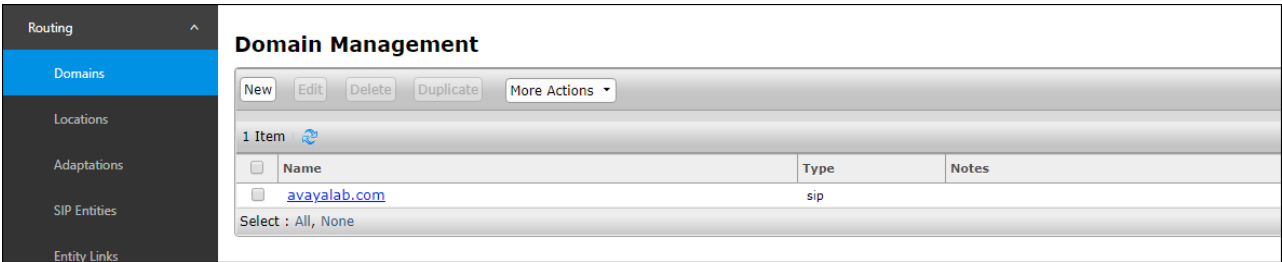 Routing
Domains
Locations
Adaptations
SIP Entities
Entity Links
Domain Management
New Edit Delete Duplicate More Actions
1 Item
Name Type Notes
avayalab.com sip
Select : All, None